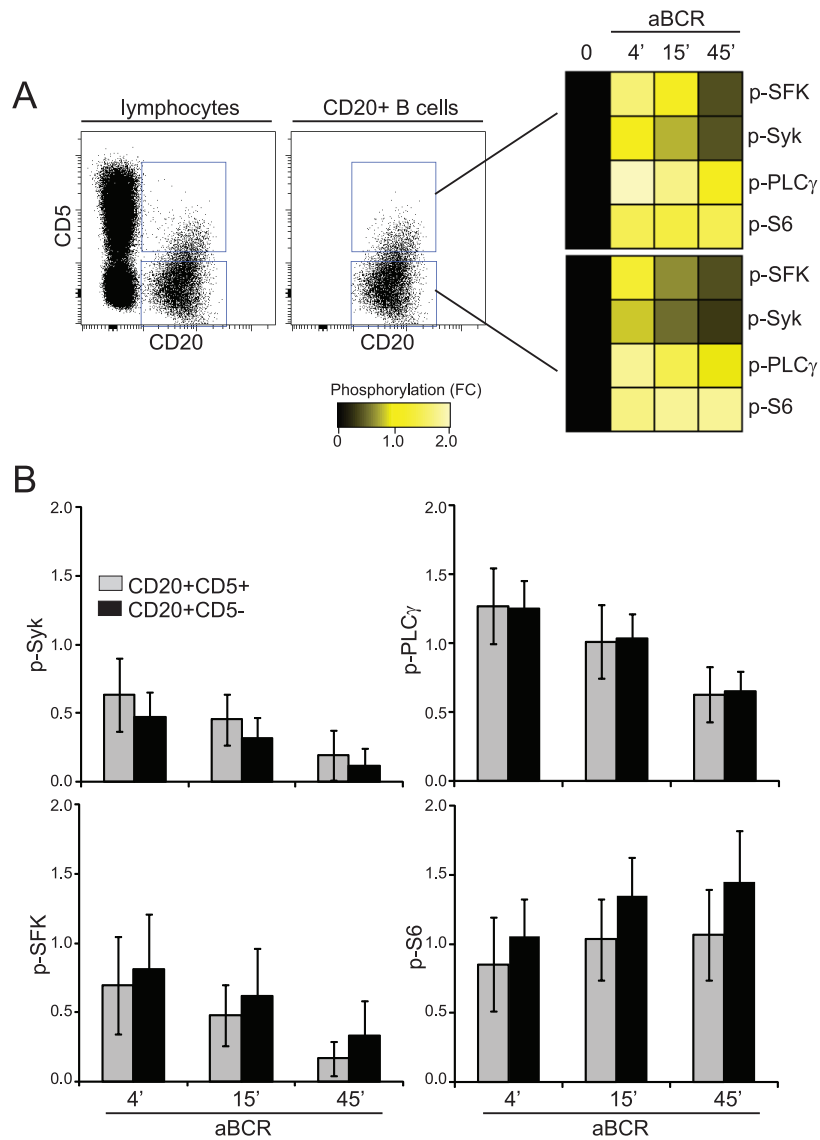 A
lymphocytes
CD20+ B cells
CD5
CD20
CD20
Phosphorylation (FC)
0 1.0 2.0
aBCR
0 4’ 15’ 45’
p-SFK
p-Syk
p-PLCγ
p-S6
p-SFK
p-Syk
p-PLCγ
p-S6
B
p-Syk
2.0
1.5
1.0
0.5
0.0
CD20+CD5+
CD20+CD5-
p-PLCγ
2.0
1.5
1.0
0.5
0.0
p-SFK
2.0
1.5
1.0
0.5
0.0
4’ 15’ 45’
aBCR
p-S6
2.0
1.5
1.0
0.5
0.0
4’ 15’ 45’
aBCR